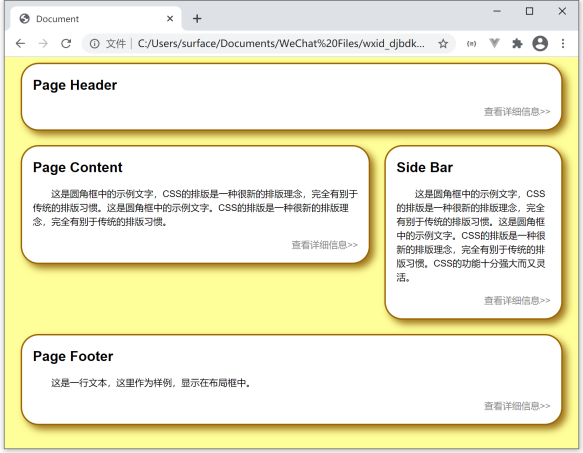 Document
文件
C:/Users/surface/Documents/WeChat%20Files/wxid_djbdk...
Page Header
查看详细信息>>
Page Content
这是圆角框中的示例文字，CSS的排版是一种很新的排版理念，完全有别于
传统的排版习惯。这是圆角框中的示例文字。CSS的排版是一种很新的排版理
念，完全有别于传统的排版习惯。
查看详细信息>>
Side Bar
这是圆角框中的示例文字，CSS
的排版是一种很新的排版理念，完全
有别于传统的排版习惯。这是圆角框
中的示例文字。CSS的排版是一种很
新的排版理念，完全有别于传统的排
版习惯。CSS的功能十分强大而又灵
活。
查看详细信息>>
Page Footer
这是一行文本，这里作为样例，显示在布局框中。
查看详细信息>>